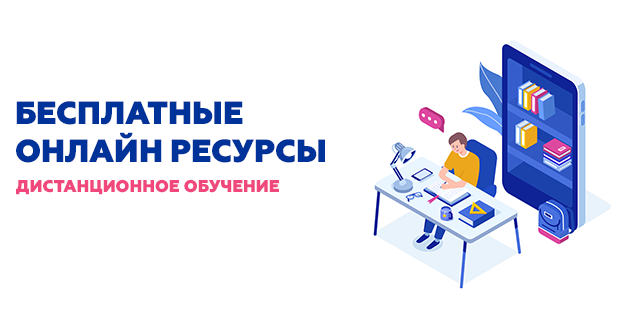 БЕСПЛАТНЫЕ
ОНЛАЙН РЕСУРСЫ
ДИСТАНЦИОННОЕ ОБУЧЕНИЕ